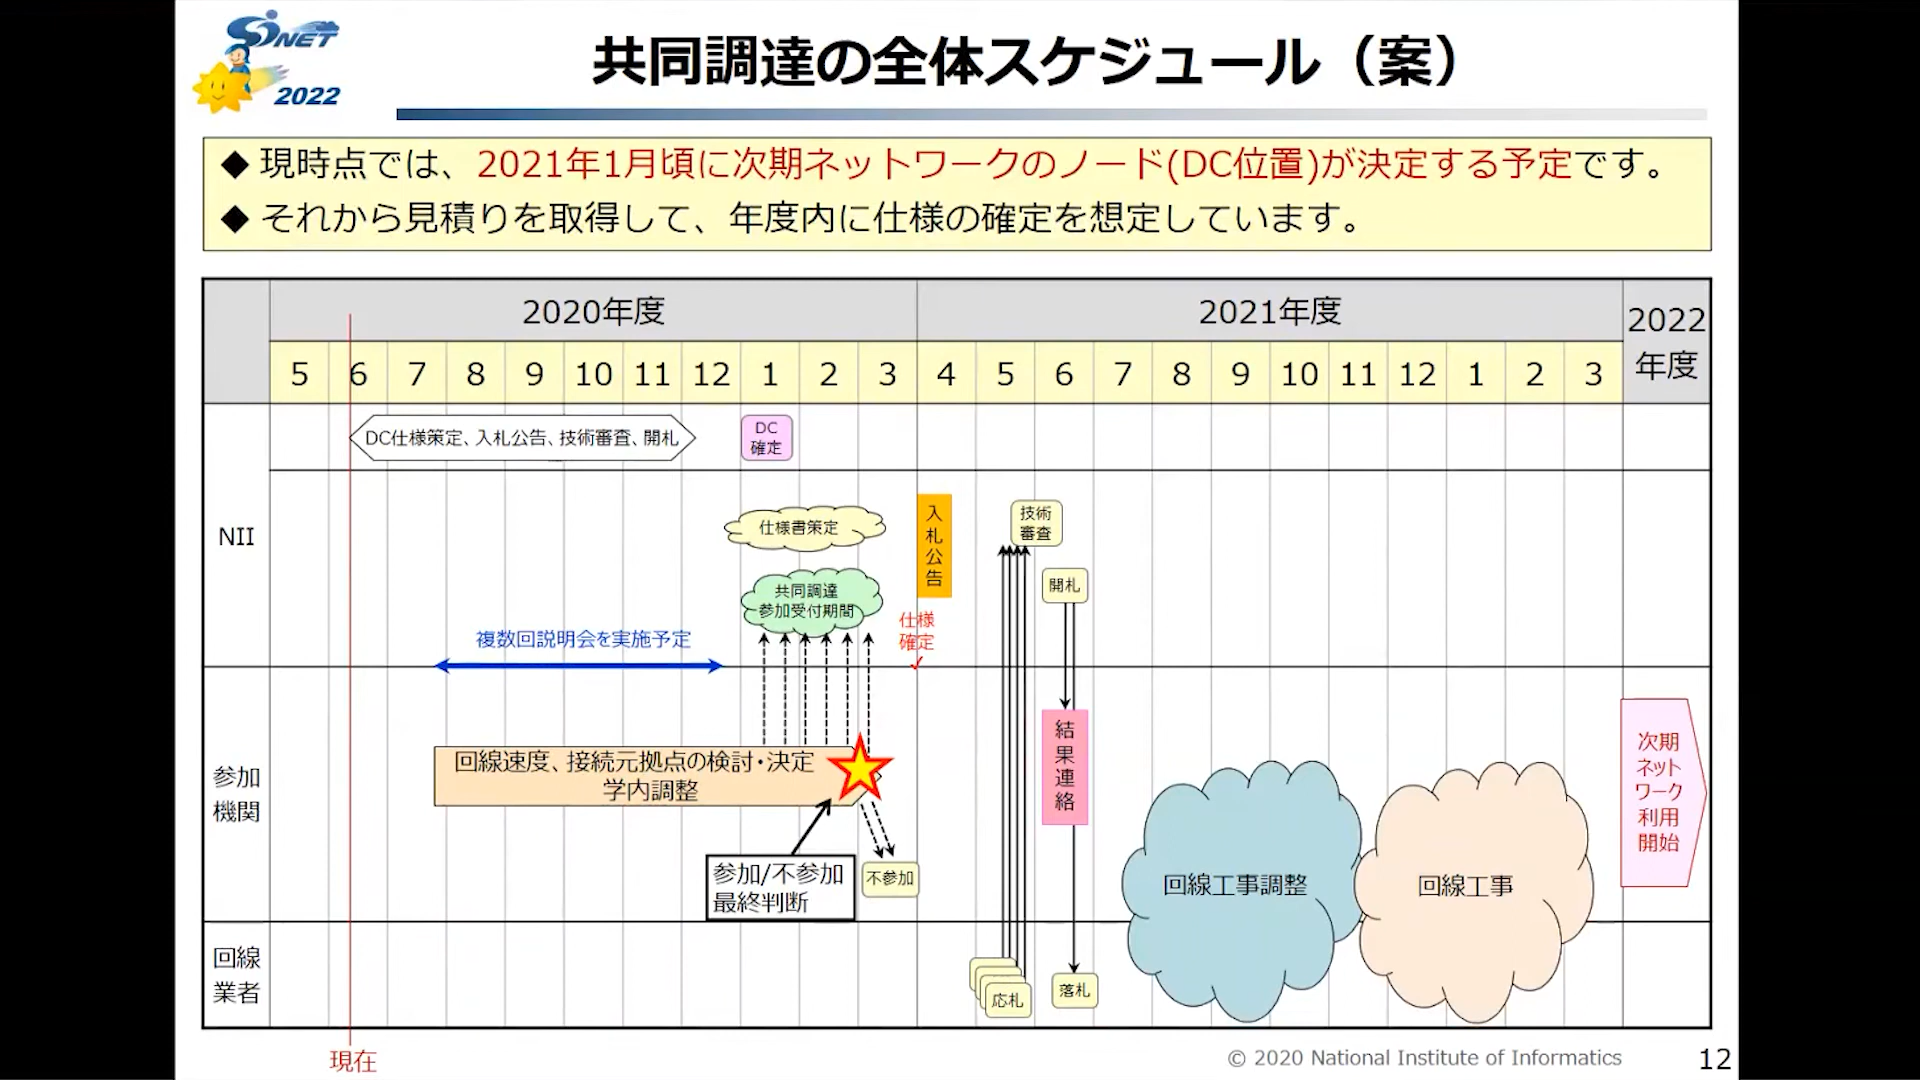 SINET
2022
共同調達の全体スケジュール（案）
◆ 現時点では、2021年1月頃に次期ネットワークのノード(DC位置)が決定する予定です。
◆ それから見積りを取得して、年度内に仕様の確定を想定しています。
2020年度
2021年度
2022
年度
5 6 7 8 9 10 11 12 1 2 3 4 5 6 7 8 9 10 11 12 1 2 3
NII
DC仕様策定、入札公告、技術審査、開札
DC
確定
仕様書策定
共同調達
参加受付期間
複数回説明会を実施予定
仕様
確定
入札公告
技術
審査
開札
参加
機関
回線速度、接続元拠点の検討・決定
学内調整
参加/不参加
最終判断
不参加
結果連絡
回線工事調整
回線工事
次期
ネット
ワーク
利用
開始
回線
業者
応札
落札
現在
© 2020 National Institute of Informatics
12